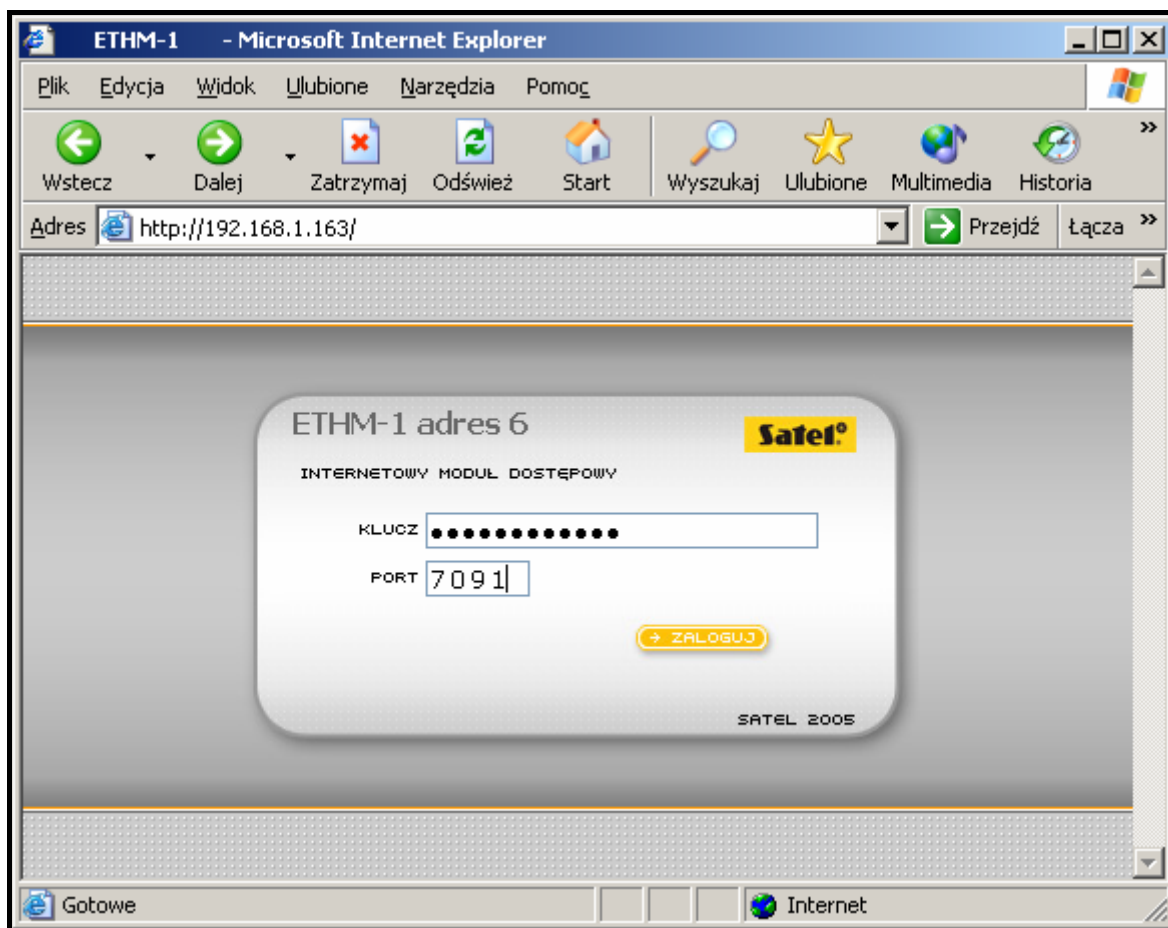 ETHM-1 - Microsoft Internet Explorer
Plik Edycja Widok Ulubione Narzędzia Pomoc
Wstecz Dalej Zatrzymaj Odśwież Start Wyszukaj Ulubione Multimedia Historia »
Adres http://192.168.1.163/ Przejdź Łącza »
ETHM-1 adres 6
Satel
INTERNETOWY MODUŁ DOSTĘPOWY
KLUCZ ••••••••••••
PORT 7091
→ ZALOGUJ
SATEL 2005
Gotowe Internet